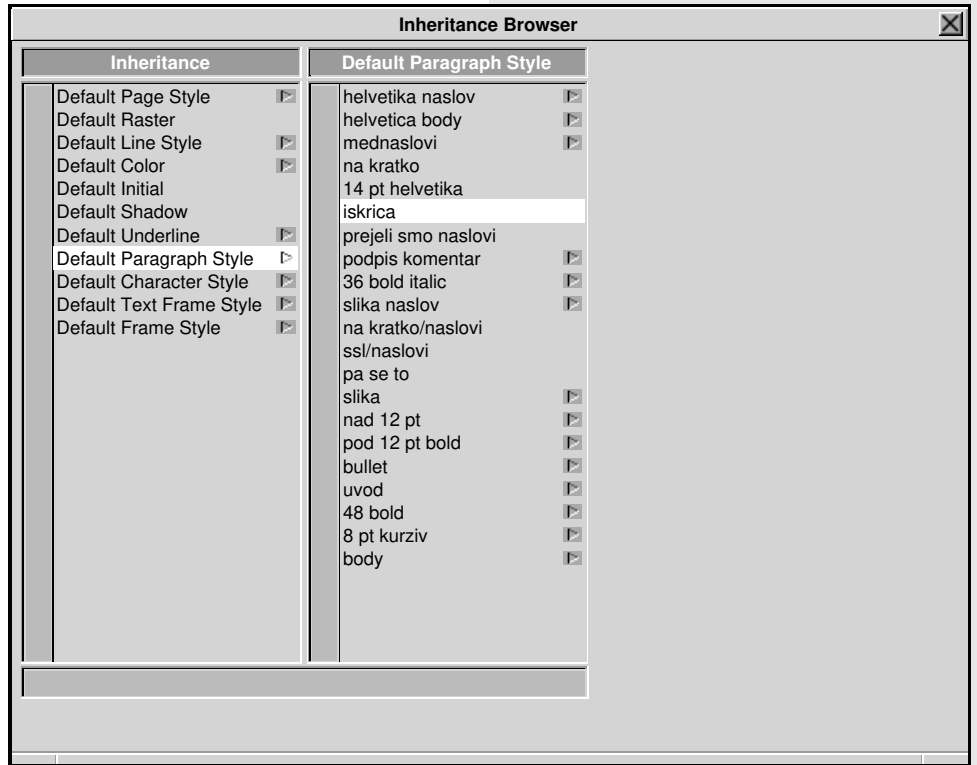 Inheritance Browser
Inheritance
Default Page Style
Default Raster
Default Line Style
Default Color
Default Initial
Default Shadow
Default Underline
Default Paragraph Style
Default Character Style
Default Text Frame Style
Default Frame Style
Default Paragraph Style
helvetika naslov
helvetica body
mednaslovi
na kratko
14 pt helvetika
iskrica
prejeli smo naslovi
podpis komentar
36 bold italic
slika naslov
na kratko/naslovi
ssl/naslovi
pa se to
slika
nad 12 pt
pod 12 pt bold
bullet
uvod
48 bold
8 pt kurziv
body